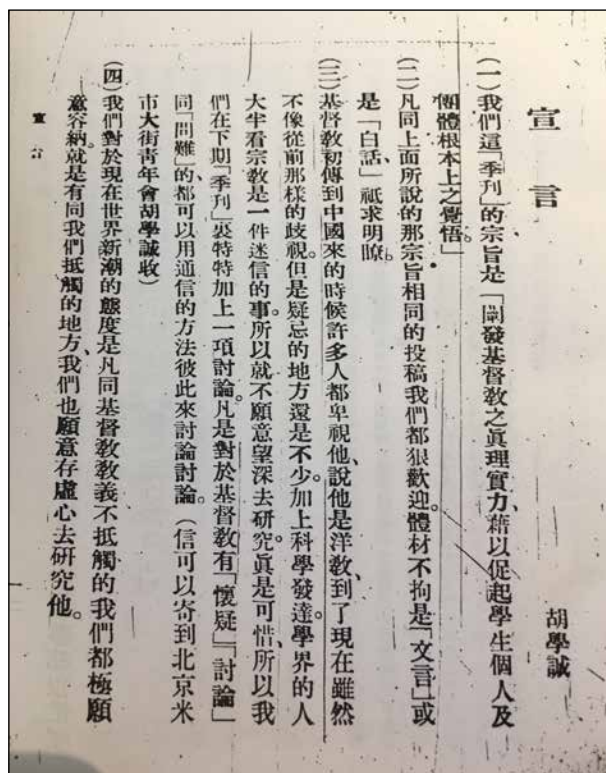 宣　言
胡學誠
(一)我們這「季刊」的宗旨是「闡發基督敎之眞理實力、藉以促起學生個人及
團體根本上之覺悟。」
(二)凡同上面所說的那宗旨相同的投稿我們都狠歡迎。體材不拘是「文言」或
是「白話」、祇求明瞭。
(三)基督敎初傳到中國來的時候許多人都卑視他、說他是洋敎、到了現在雖然
不像從前那樣的歧視。但是疑忌的地方還是不少。加上科學發達。學界的人
大半看宗敎是一件迷信的事。所以就不願意望深去研究。眞是可惜、所以我
們在下期「季刊」裏特特加上一項討論。凡是對於基督敎有「懷疑」「討論」
同「問難」的、都可以用通信的方法彼此來討論討論。(信可以寄到北京米
市大街靑年會胡學誠收)
(四)我們對於現在世界新潮的態度是凡同基督敎敎義不抵觸的我們都極願
意容納。就是有同我們抵觸的地方、我們也願意存虛心去研究他。
宣言